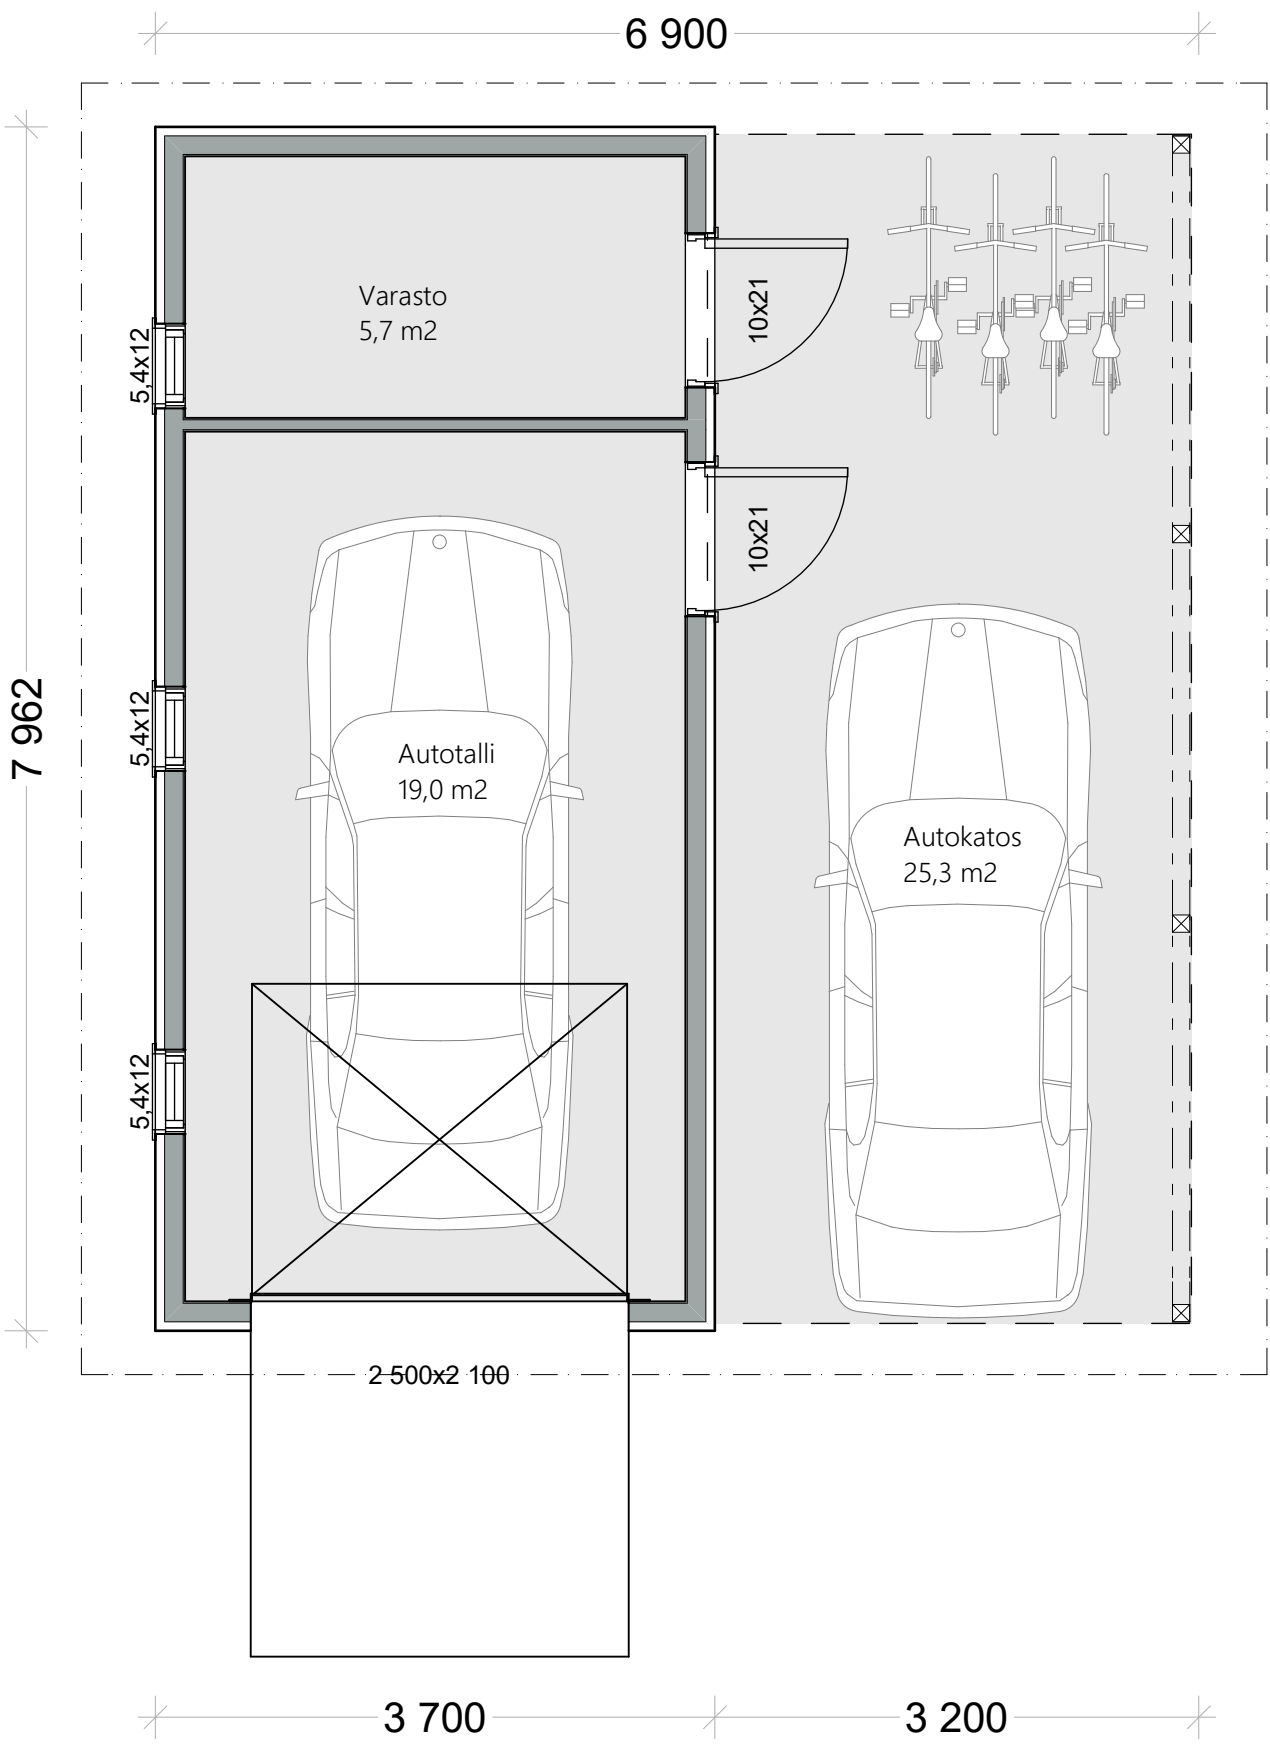 6 900
Varasto
5,7 m2
10x21
5,4x12
10x21
7 962
5,4x12
Autotalli
19,0 m2
Autokatos
25,3 m2
5,4x12
2 500x2 100
3 700
3 200